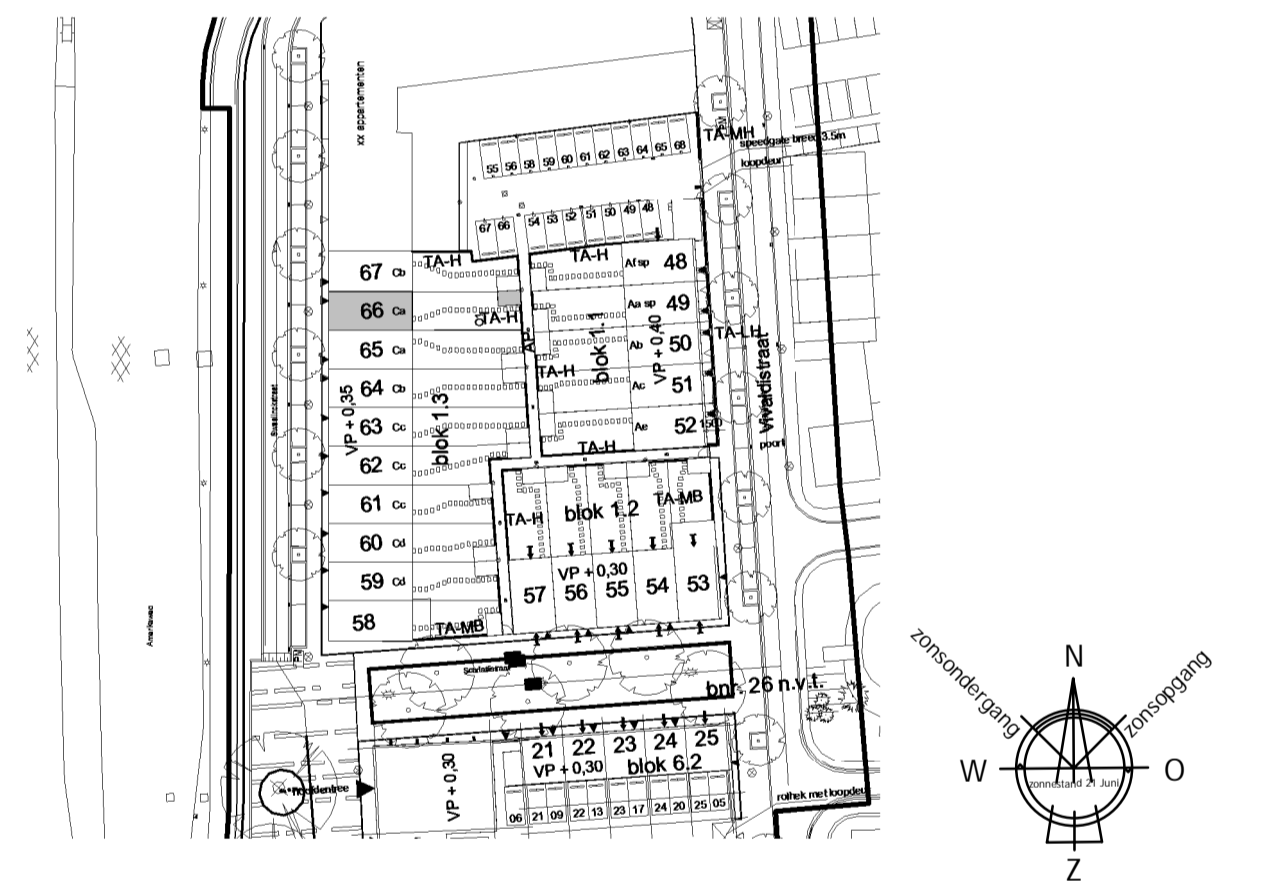 xx appartementen
TA-MH
speedgate breed 3.5m
loopdeur
55 56 58 59 60 61 62 63 64 65 68
67 66 54 53 52 51 50 49 48
67 Cb
66 Ca
65 Ca
64 Cb
63 Cc
62 Cc
61 Cc
60 Cd
59 Cd
58
VP + 0,35
blok 1.3
TA-H
TA-H
AP
TA-H
TA-H
TA-H
Af sp 48
Aa sp 49
Ab 50
Ac 51
Ae 52
blok 1.
VP + 0,40
TA-LH
Vivaldistraat
poort
TA-H
blok 1.2
TA-MB
VP + 0,30
57 56 55 54 53
TA-MB
Scarlattistraat
bnr. 26 n.v.t.
PM
21 22 23 24 25
VP + 0,30
blok 6.2
VP + 0,30
06 21 09 22 13 23 17 24 20 25 05
hoofdentree
zonsondergang
N
zonsopgang
W
O
zonnestand 21 Juni
Z